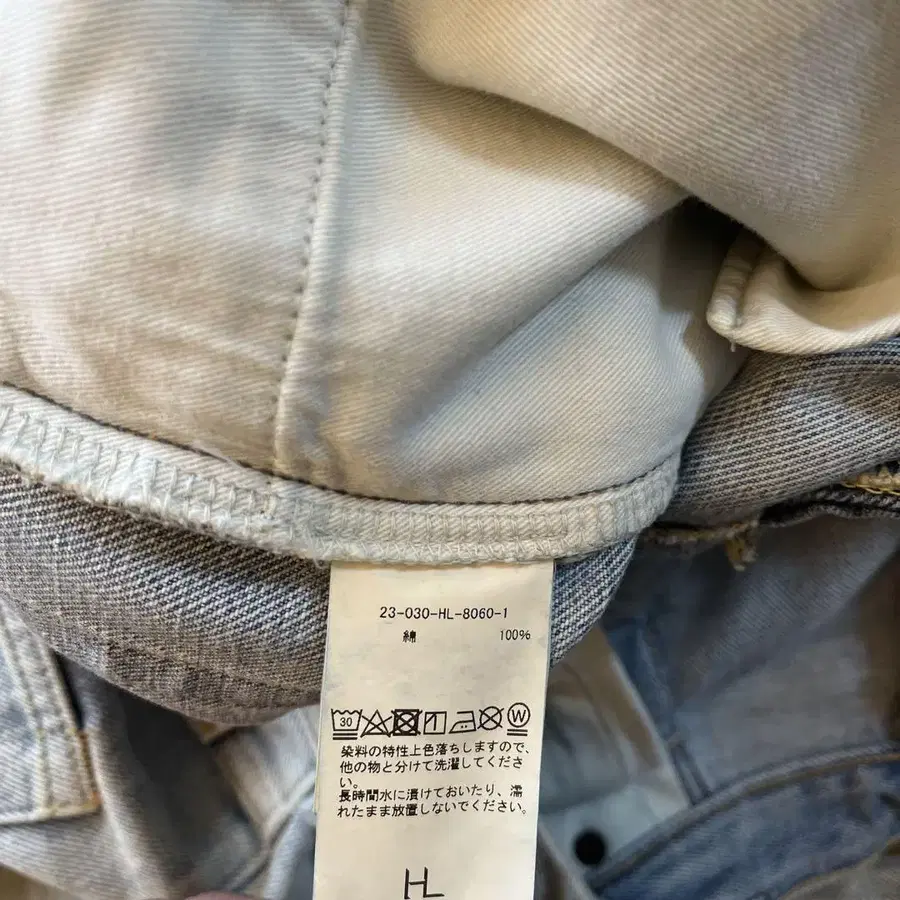 23-030-HL-8060-1
綿 100%
30 W
染料の特性上色落ちしますので、
他の物と分けて洗濯してくださ
い。
長時間水に漬けておいたり、濡
れたまま放置しないでください。
HL